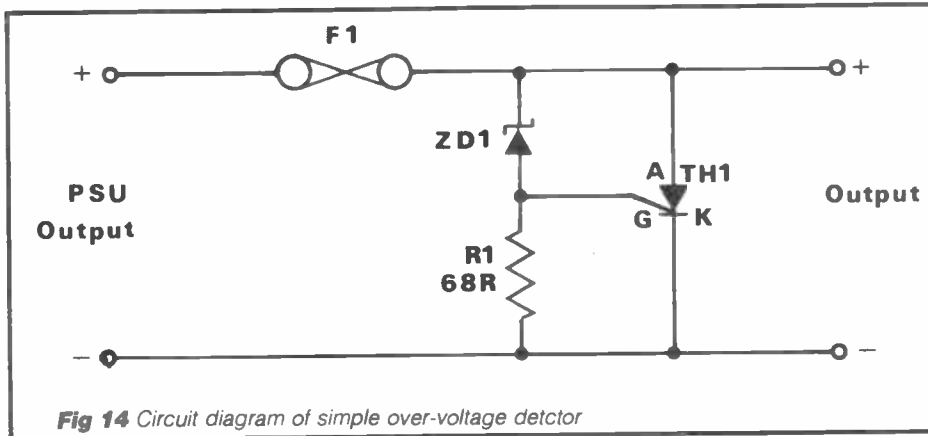 F1
+
+
ZD1
A TH1
PSU
Output
G K
Output
R1
68R
−
−
Fig 14 Circuit diagram of simple over-voltage detctor